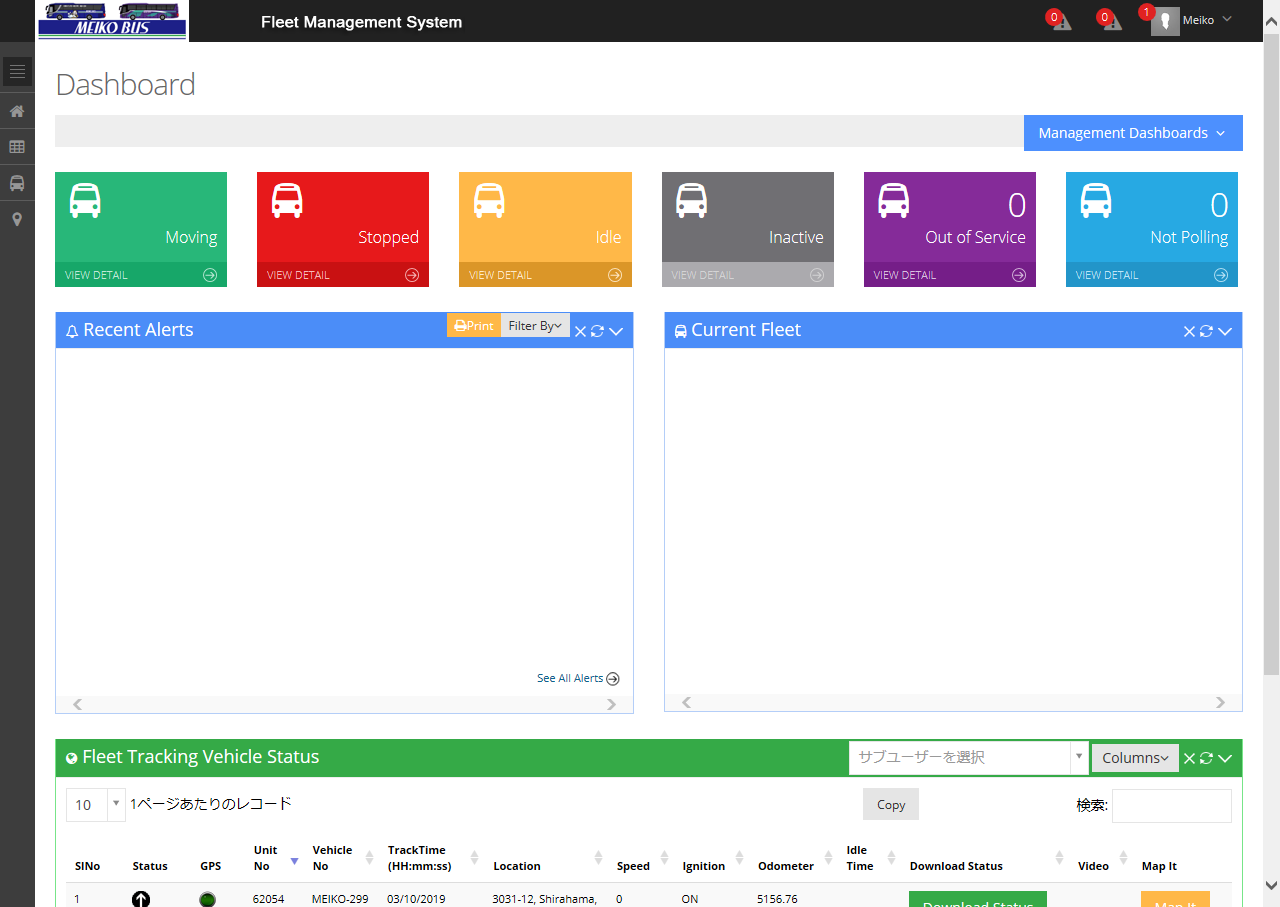 MEIKO BUS
Fleet Management System
0
0
1
Meiko
Dashboard
Management Dashboards
Moving
VIEW DETAIL
Stopped
VIEW DETAIL
Idle
VIEW DETAIL
Inactive
VIEW DETAIL
0
Out of Service
VIEW DETAIL
0
Not Polling
VIEW DETAIL
Recent Alerts
Print
Filter By
Current Fleet
See All Alerts
Fleet Tracking Vehicle Status
サブユーザーを選択
Columns
10
1ページあたりのレコード
Copy
検索:
SlNo
Status
GPS
Unit
No
Vehicle
No
TrackTime
(HH:mm:ss)
Location
Speed
Ignition
Odometer
Idle
Time
Download Status
Video
Map It
1
62054
MEIKO-299
03/10/2019
3031-12, Shirahama,
0
ON
5156.76
Download Status
Map It